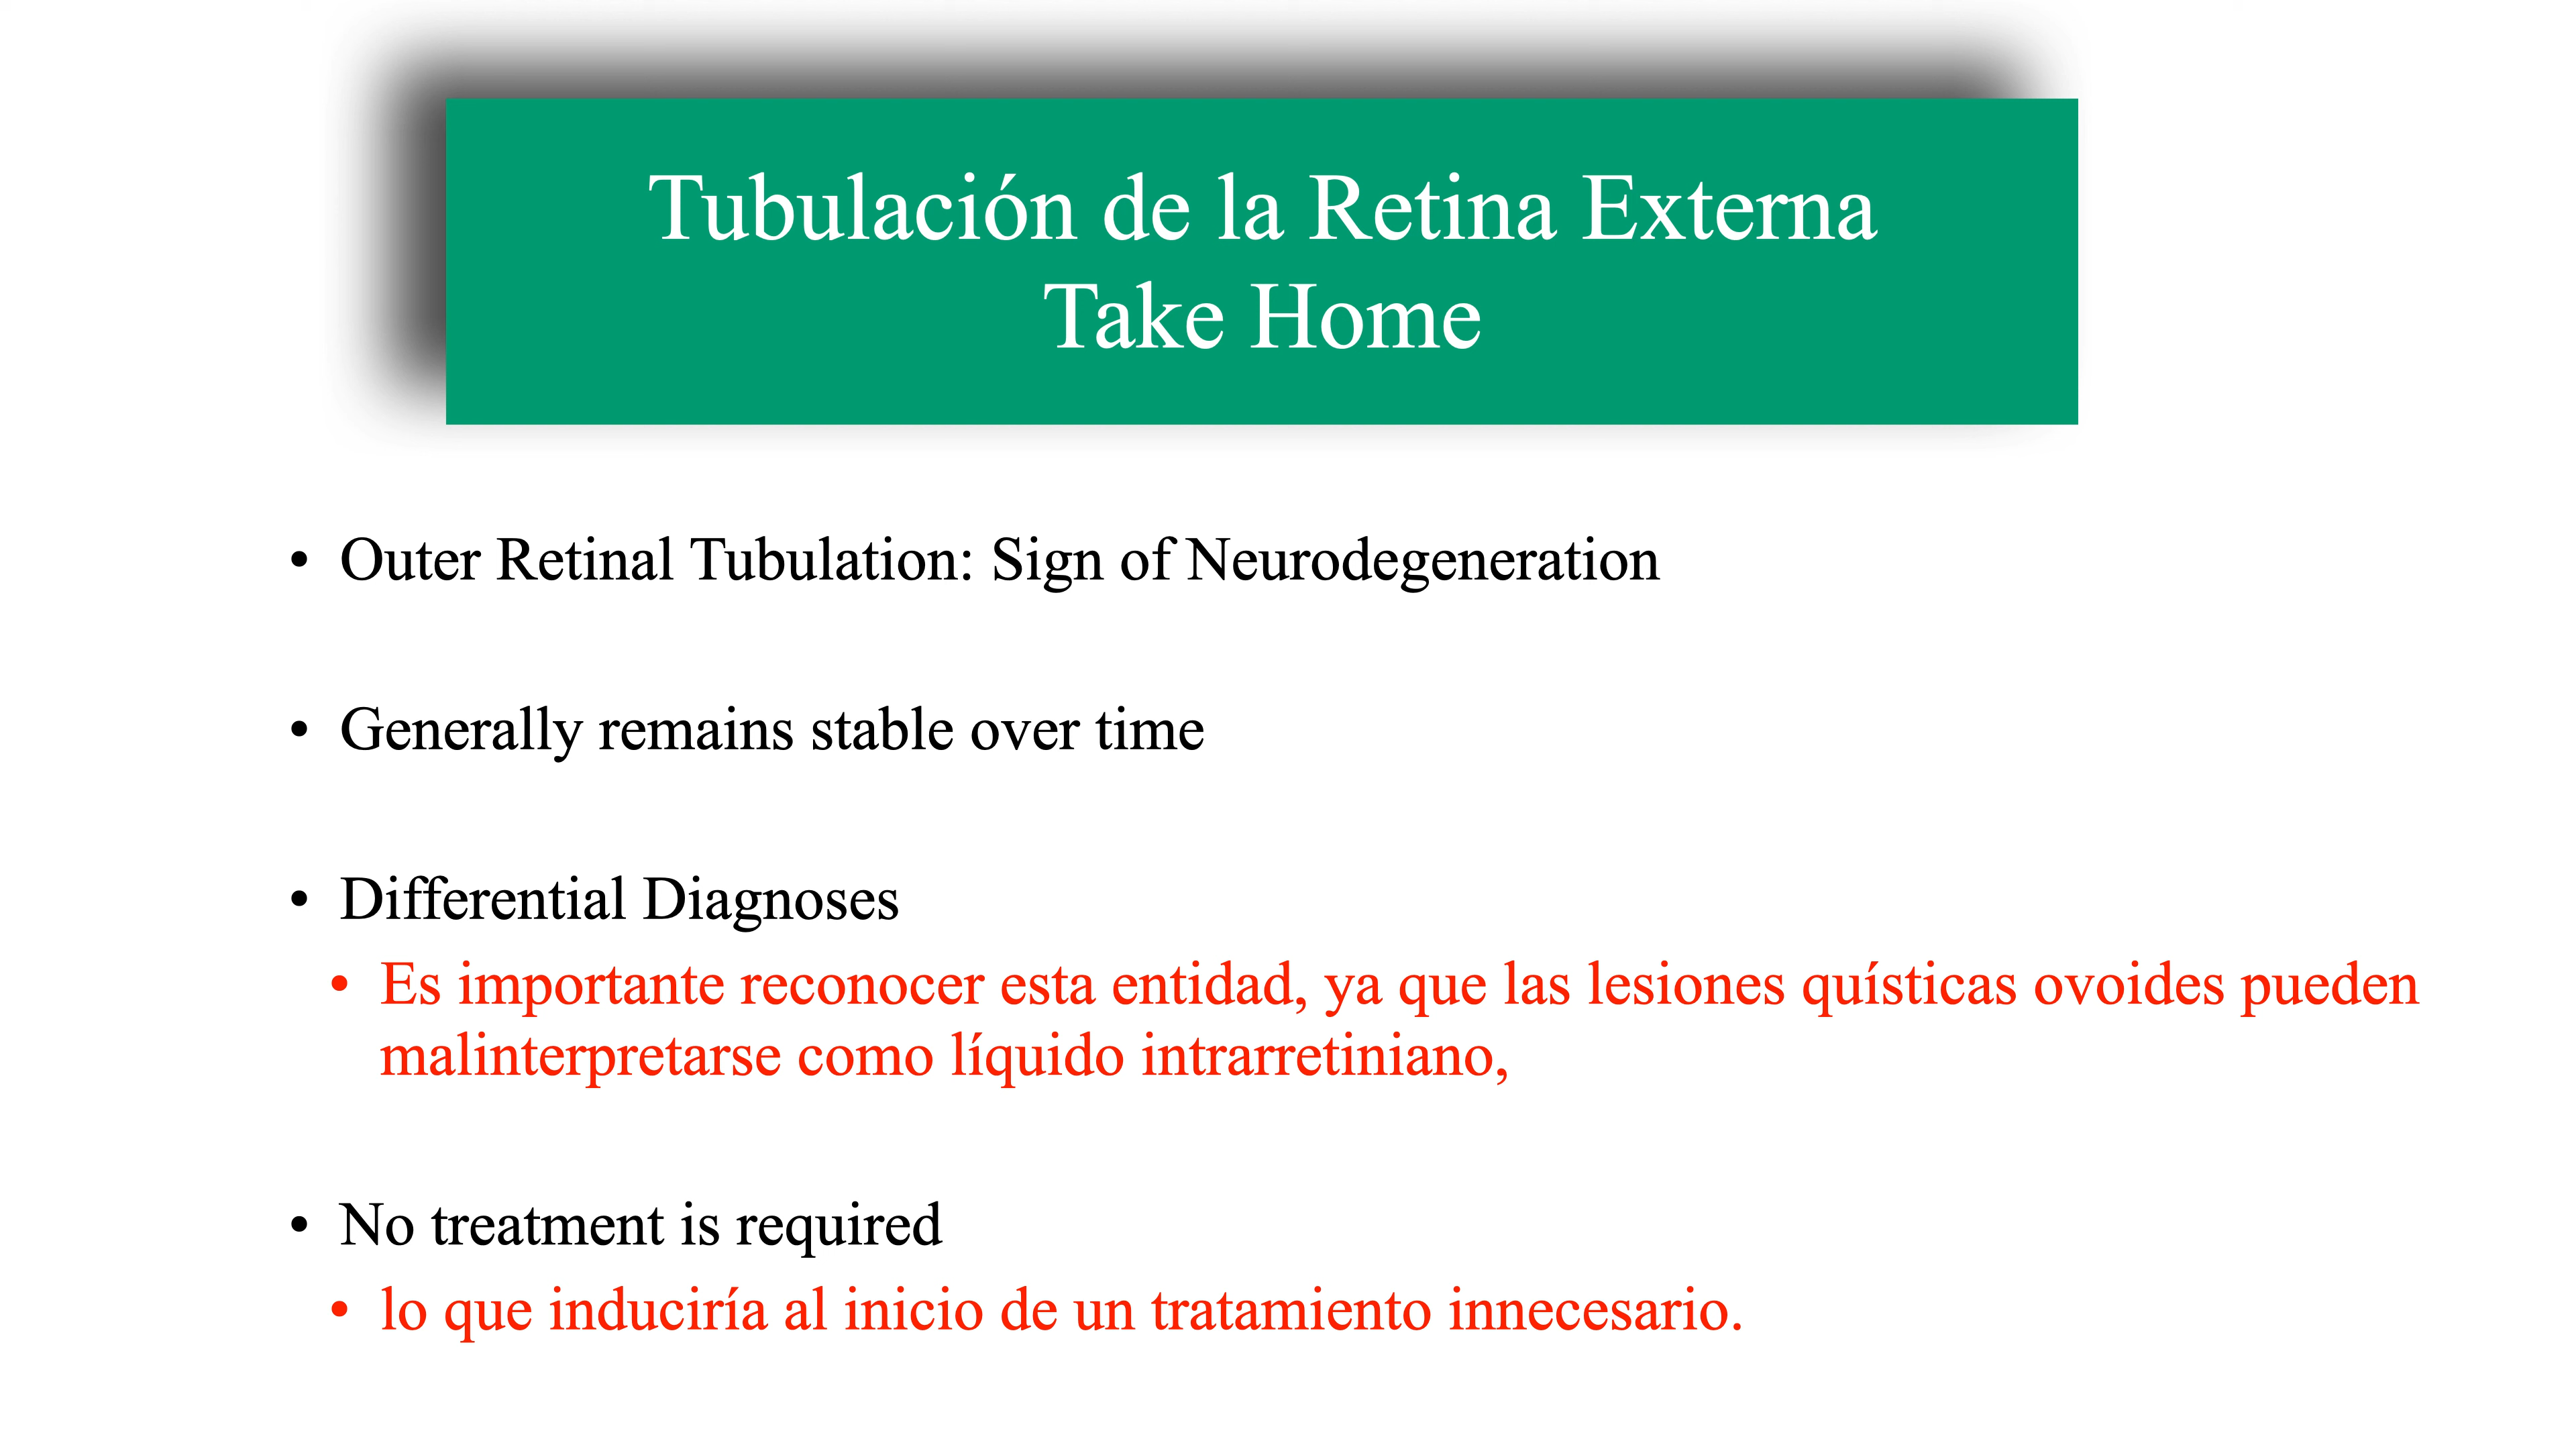 Tubulación de la Retina Externa
Take Home
• Outer Retinal Tubulation: Sign of Neurodegeneration
• Generally remains stable over time
• Differential Diagnoses
• Es importante reconocer esta entidad, ya que las lesiones quísticas ovoides pueden
malinterpretarse como líquido intrarretiniano,
• No treatment is required
• lo que induciría al inicio de un tratamiento innecesario.